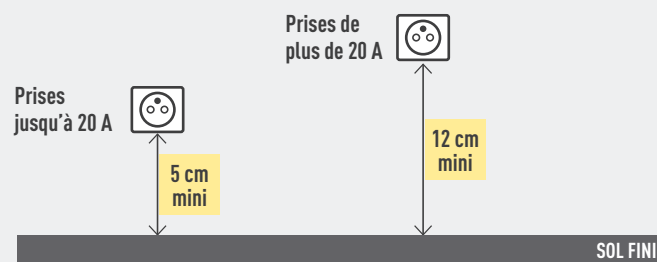 Prises de
plus de 20 A
Prises
jusqu'à 20 A
12 cm
mini
5 cm
mini
SOL FINI